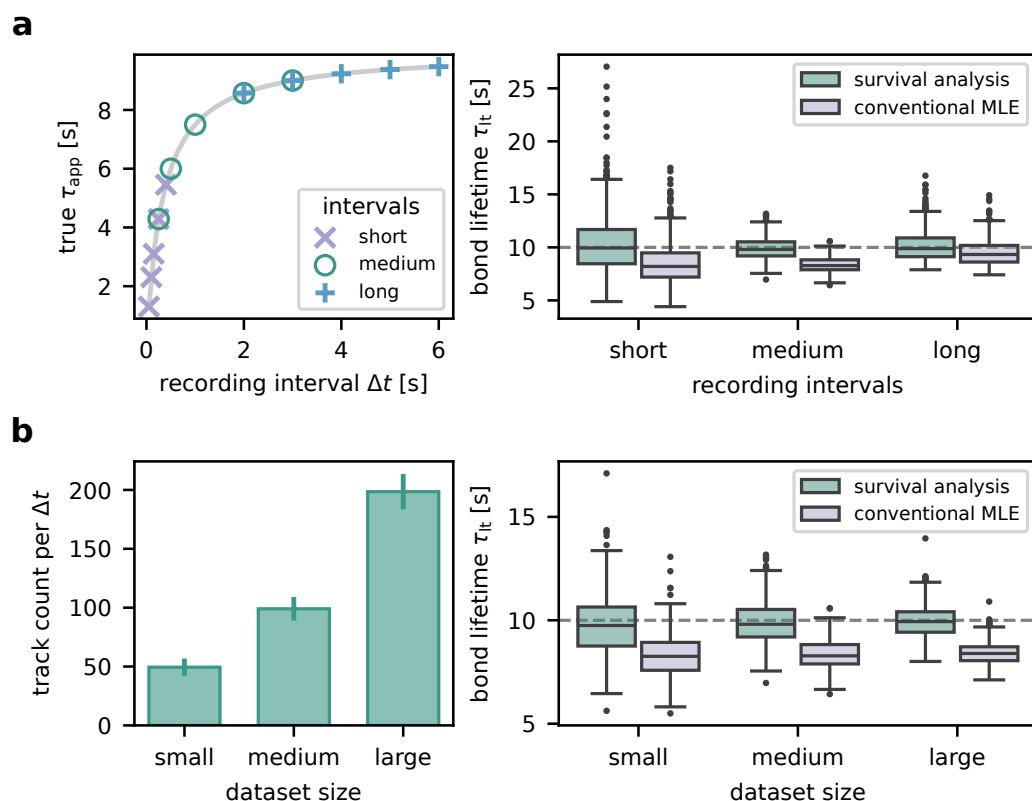 a
true τapp [s]
8
6
4
2
0
2
4
6
recording interval Δt [s]
intervals
short
medium
long
bond lifetime τlt [s]
25
20
15
10
5
short
medium
long
recording intervals
survival analysis
conventional MLE
b
track count per Δt
200
150
100
50
0
small
medium
large
dataset size
bond lifetime τlt [s]
15
10
5
small
medium
large
dataset size
survival analysis
conventional MLE